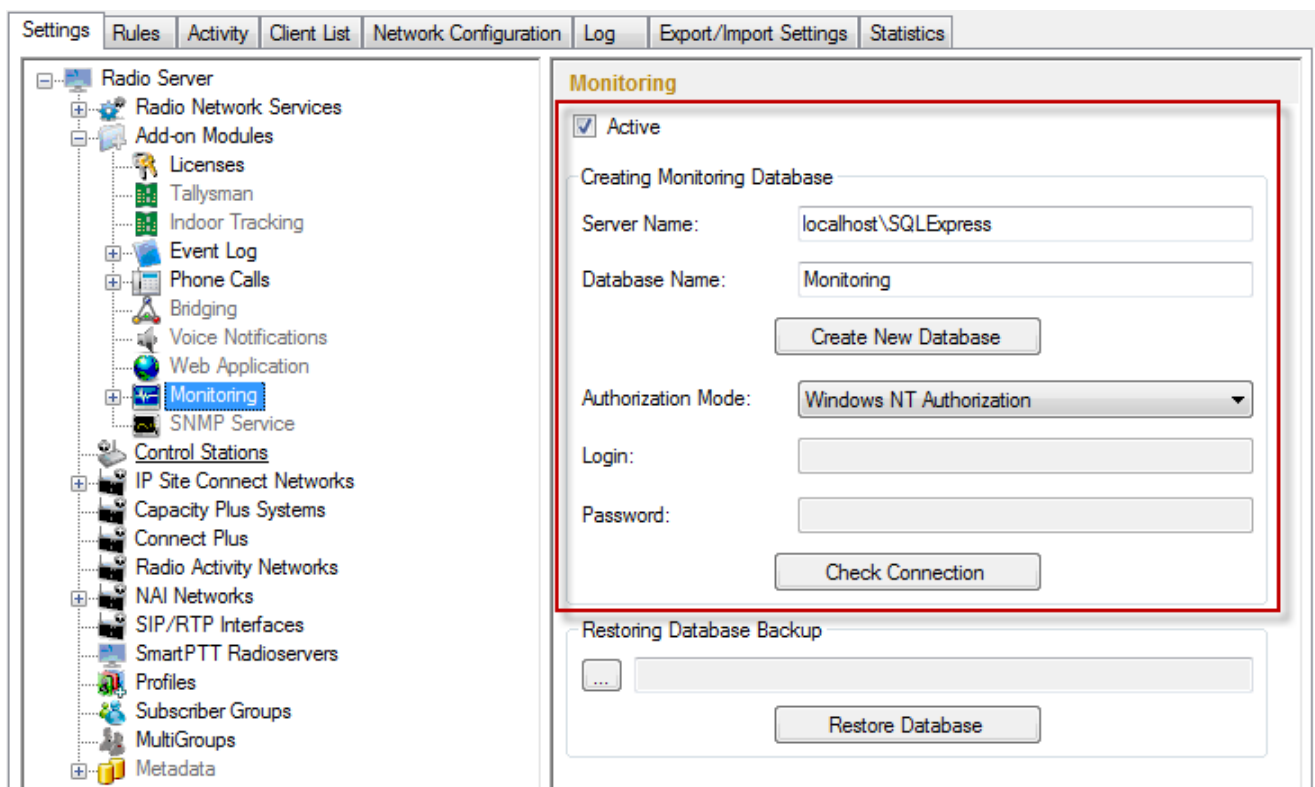 Settings Rules Activity Client List Network Configuration Log Export/Import Settings Statistics
Radio Server
Radio Network Services
Add-on Modules
Licenses
Tallysman
Indoor Tracking
Event Log
Phone Calls
Bridging
Voice Notifications
Web Application
Monitoring
SNMP Service
Control Stations
IP Site Connect Networks
Capacity Plus Systems
Connect Plus
Radio Activity Networks
NAI Networks
SIP/RTP Interfaces
SmartPTT Radioservers
Profiles
Subscriber Groups
MultiGroups
Metadata
Monitoring
Active
Creating Monitoring Database
Server Name: localhost\SQLExpress
Database Name: Monitoring
Create New Database
Authorization Mode: Windows NT Authorization
Login:
Password:
Check Connection
Restoring Database Backup
...
Restore Database